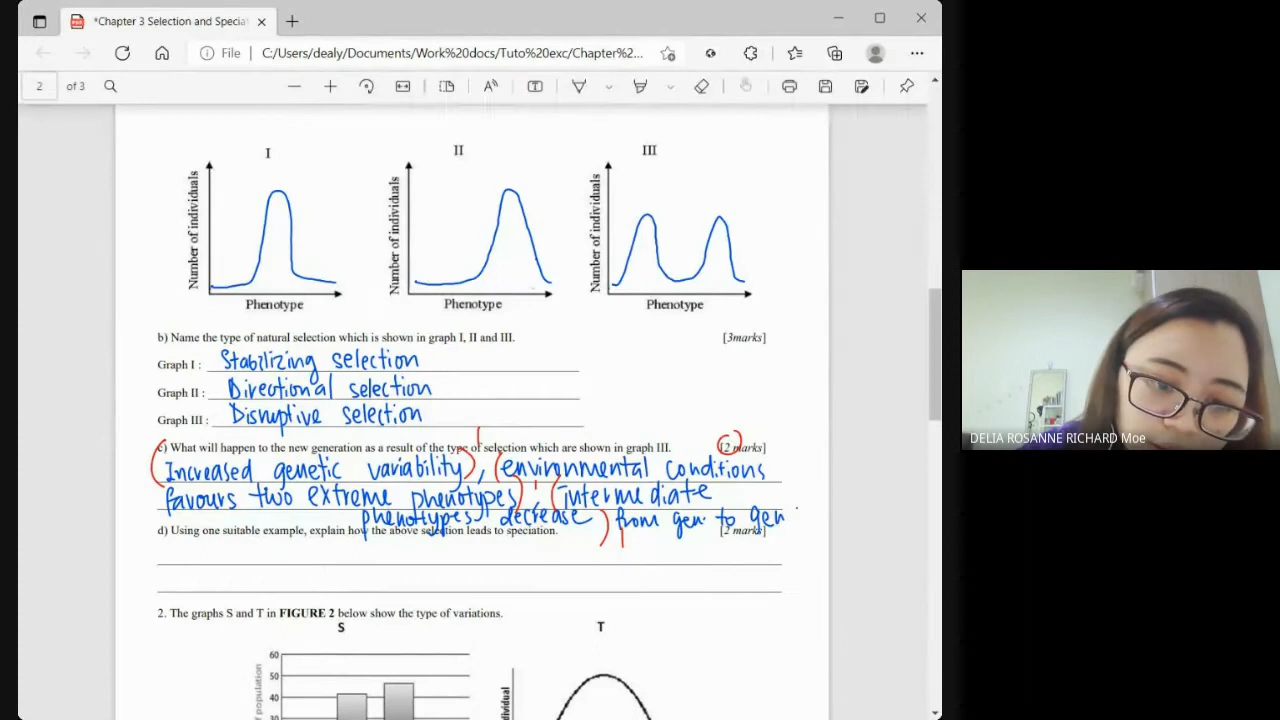 *Chapter 3 Selection and Specia
File C:/Users/dealy/Documents/Work%20docs/Tuto%20exc/Chapter%2...
2 of 3
I II III
Number of individuals
Phenotype
Number of individuals
Phenotype
Number of individuals
Phenotype
b) Name the type of natural selection which is shown in graph I, II and III. [3marks]
Graph I : Stabilizing selection
Graph II : Directional selection
Graph III : Disruptive selection
c) What will happen to the new generation as a result of the type of selection which are shown in graph III. [2 marks]
(Increased genetic variability), (environmental conditions
favours two extreme phenotypes) ; (intermediate
phenotypes decrease) from gen. to gen.
d) Using one suitable example, explain how the above selection leads to speciation. [2 marks]
2. The graphs S and T in FIGURE 2 below show the type of variations.
S T
60
50
40
30
f population
dividual
DELIA ROSANNE RICHARD Moe